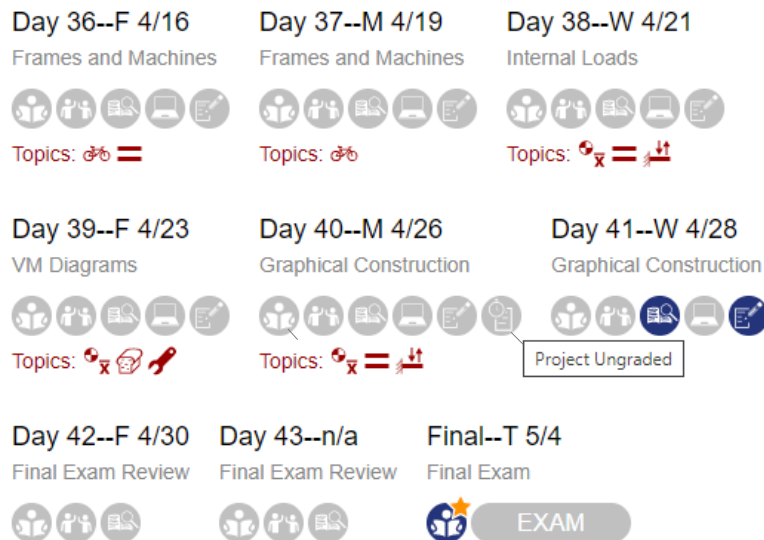 Day 36--F 4/16
Frames and Machines
Topics:
Day 37--M 4/19
Frames and Machines
Topics:
Day 38--W 4/21
Internal Loads
Topics:
Day 39--F 4/23
VM Diagrams
Topics:
Day 40--M 4/26
Graphical Construction
Topics:
Day 41--W 4/28
Graphical Construction
Project Ungraded
Day 42--F 4/30
Final Exam Review
Day 43--n/a
Final Exam Review
Final--T 5/4
Final Exam
EXAM